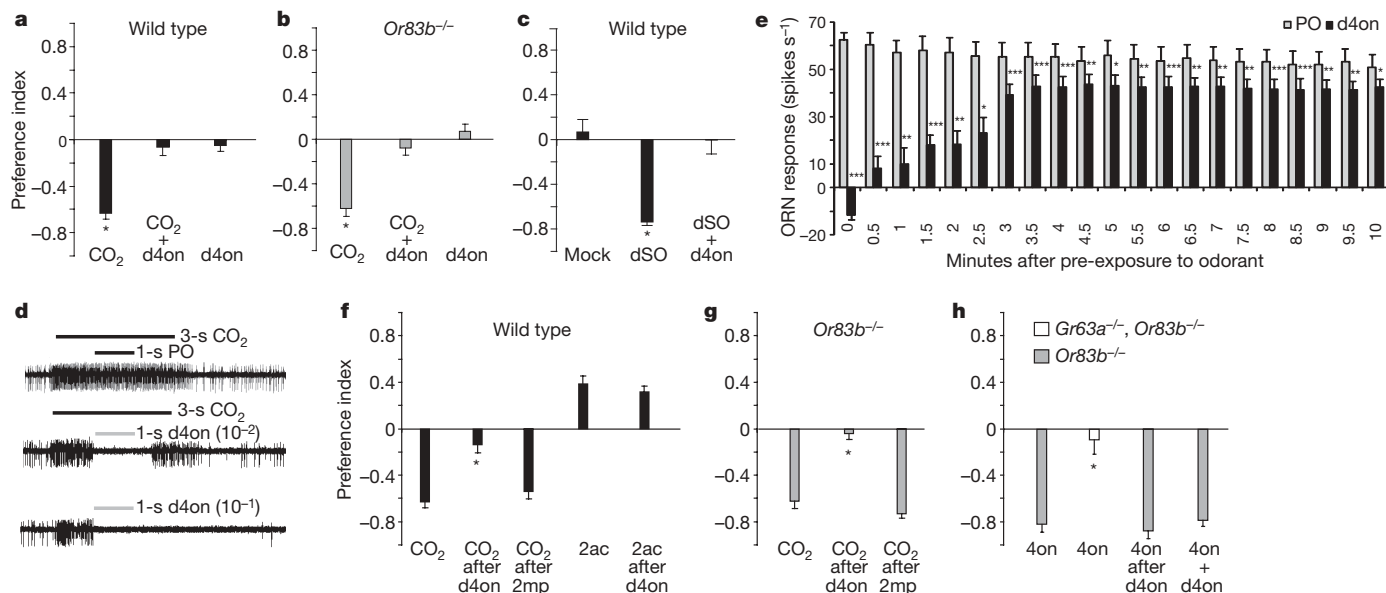 a
Wild type
Preference index
0.8
0.4
0
−0.4
−0.8
*
CO2
CO2
+
d4on
d4on
b
Or83b−/−
0.8
0.4
0
−0.4
−0.8
*
CO2
CO2
+
d4on
d4on
c
Wild type
0.8
0.4
0
−0.4
−0.8
*
Mock
dSO
dSO
+
d4on
e
PO d4on
ORN response (spikes s−1)
70
50
30
10
0
−20
*** *** ** *** ** * *** *** *** ** * ** *** ** ** ** *** *** ** ** *
0 0.5 1 1.5 2 2.5 3 3.5 4 4.5 5 5.5 6 6.5 7 7.5 8 8.5 9 9.5 10
Minutes after pre-exposure to odorant
d
3-s CO2
1-s PO
3-s CO2
1-s d4on (10−2)
1-s d4on (10−1)
f
Wild type
Preference index
0.8
0.4
0
−0.4
−0.8
*
CO2
CO2
after
d4on
CO2
after
2mp
2ac
2ac
after
d4on
g
Or83b−/−
0.8
0.4
0
−0.4
−0.8
*
CO2
CO2
after
d4on
CO2
after
2mp
h
Gr63a−/−, Or83b−/−
Or83b−/−
0.8
0.4
0
−0.4
−0.8
*
4on
4on
4on
after
d4on
4on
+
d4on